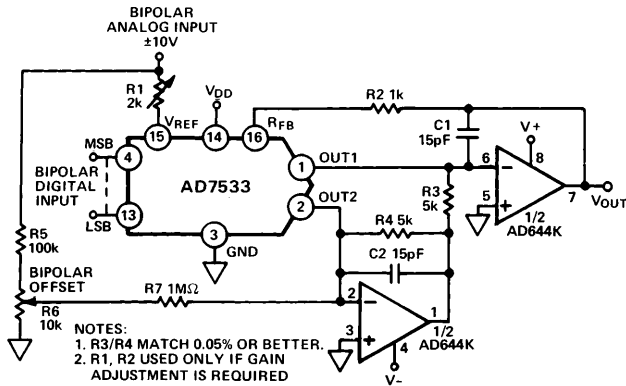 BIPOLAR
ANALOG INPUT
±10V
R1
2k
VDD
R2 1k
VREF
RFB
C1
15pF
V+
15
14
16
8
MSB
4
BIPOLAR
DIGITAL
INPUT
AD7533
1
OUT1
6
−
7
VOUT
5
+
1/2
AD644K
R3
5k
2
OUT2
LSB
13
3
GND
R4 5k
C2 15pF
R5
100k
BIPOLAR
OFFSET
R6
10k
R7 1MΩ
2
−
1
3
+
1/2
AD644K
4
V−
NOTES:
1. R3/R4 MATCH 0.05% OR BETTER.
2. R1, R2 USED ONLY IF GAIN
ADJUSTMENT IS REQUIRED